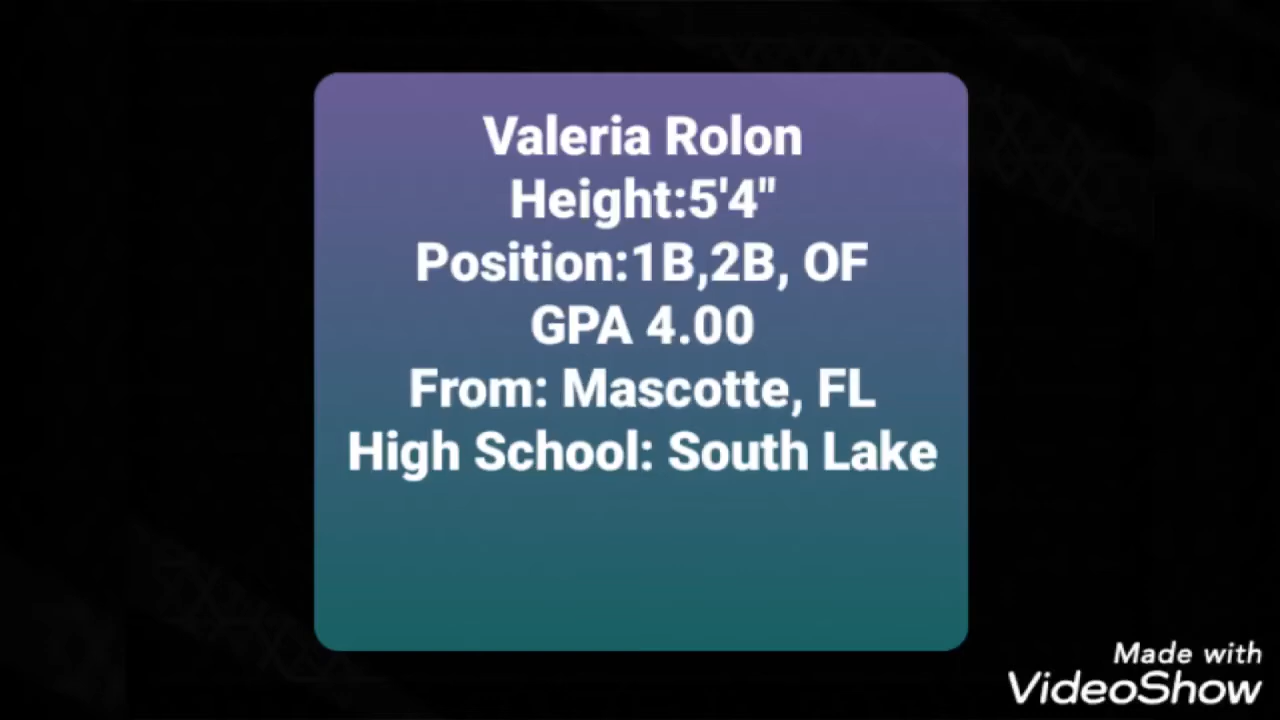 Valeria Rolon
Height:5'4"
Position:1B,2B, OF
GPA 4.00
From: Mascotte, FL
High School: South Lake
Made with
VideoShow